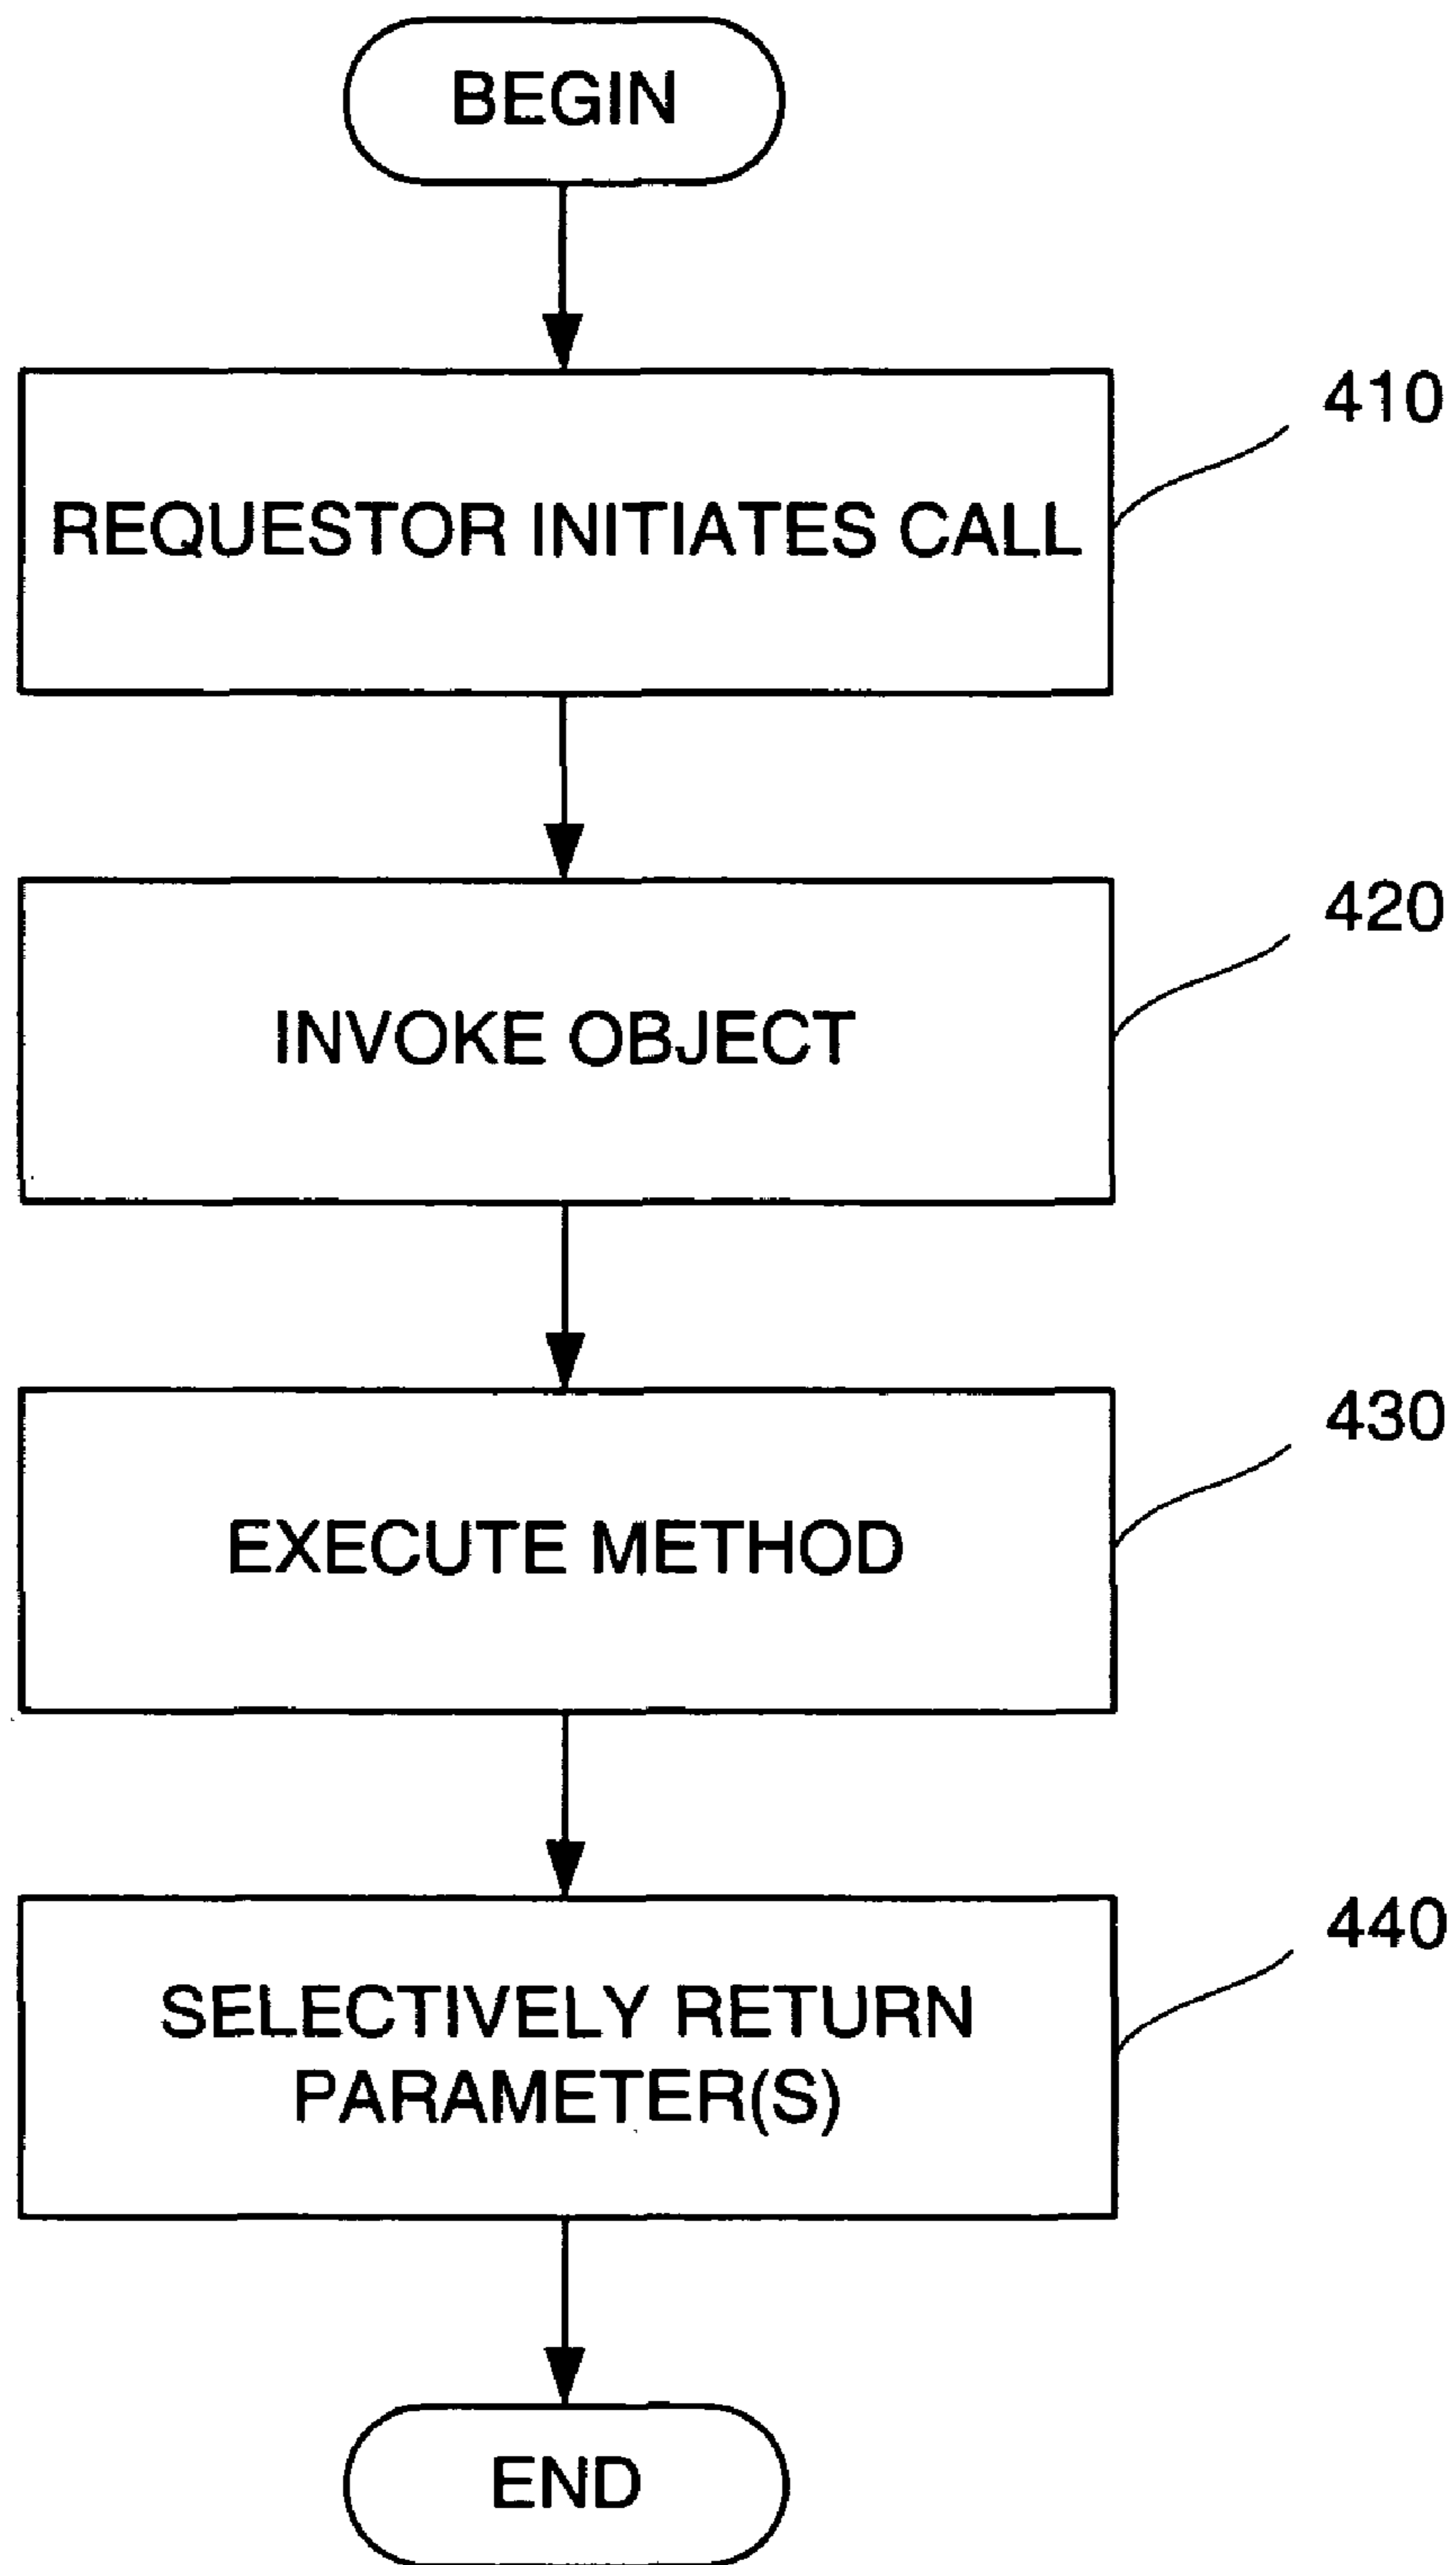 BEGIN
410
REQUESTOR INITIATES CALL
420
INVOKE OBJECT
430
EXECUTE METHOD
440
SELECTIVELY RETURN
PARAMETER(S)
END